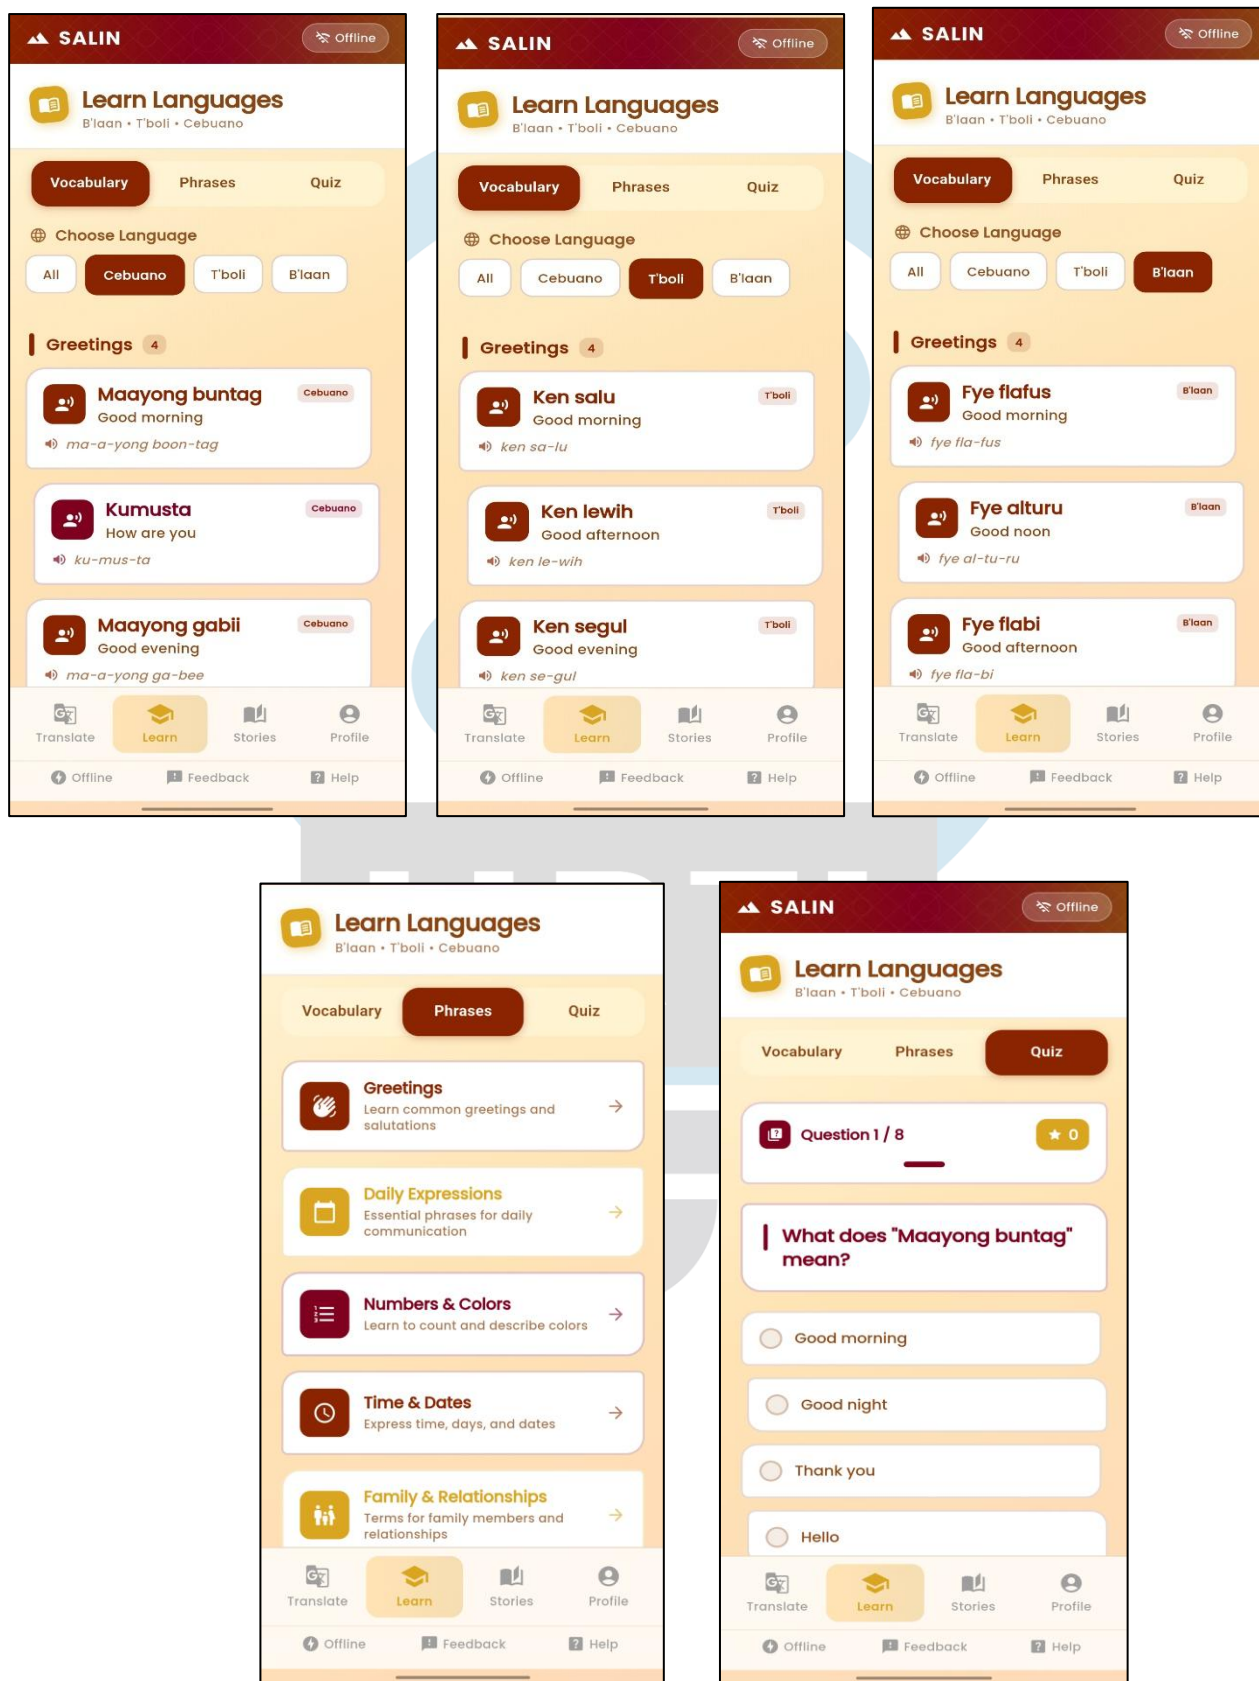 SALIN
Offline
Learn Languages
B'laan • T'boli • Cebuano
Vocabulary Phrases Quiz
Choose Language
All Cebuano T'boli B'laan
Greetings 4
Maayong buntag Cebuano
Good morning
ma-a-yong boon-tag
Kumusta Cebuano
How are you
ku-mus-ta
Maayong gabii Cebuano
Good evening
ma-a-yong ga-bee
Translate Learn Stories Profile
Offline Feedback Help
SALIN
Offline
Learn Languages
B'laan • T'boli • Cebuano
Vocabulary Phrases Quiz
Choose Language
All Cebuano T'boli B'laan
Greetings 4
Ken salu T'boli
Good morning
ken sa-lu
Ken lewih T'boli
Good afternoon
ken le-wih
Ken segul T'boli
Good evening
ken se-gul
Translate Learn Stories Profile
Offline Feedback Help
SALIN
Offline
Learn Languages
B'laan • T'boli • Cebuano
Vocabulary Phrases Quiz
Choose Language
All Cebuano T'boli B'laan
Greetings 4
Fye flafus B'laan
Good morning
fye fla-fus
Fye alturu B'laan
Good noon
fye al-tu-ru
Fye flabi B'laan
Good afternoon
fye fla-bi
Translate Learn Stories Profile
Offline Feedback Help
Learn Languages
B'laan • T'boli • Cebuano
Vocabulary Phrases Quiz
Greetings
Learn common greetings and
salutations
Daily Expressions
Essential phrases for daily
communication
Numbers & Colors
Learn to count and describe colors
Time & Dates
Express time, days, and dates
Family & Relationships
Terms for family members and
relationships
Translate Learn Stories Profile
Offline Feedback Help
SALIN
Offline
Learn Languages
B'laan • T'boli • Cebuano
Vocabulary Phrases Quiz
Question 1 / 8
★ 0
What does "Maayong buntag"
mean?
Good morning
Good night
Thank you
Hello
Translate Learn Stories Profile
Offline Feedback Help